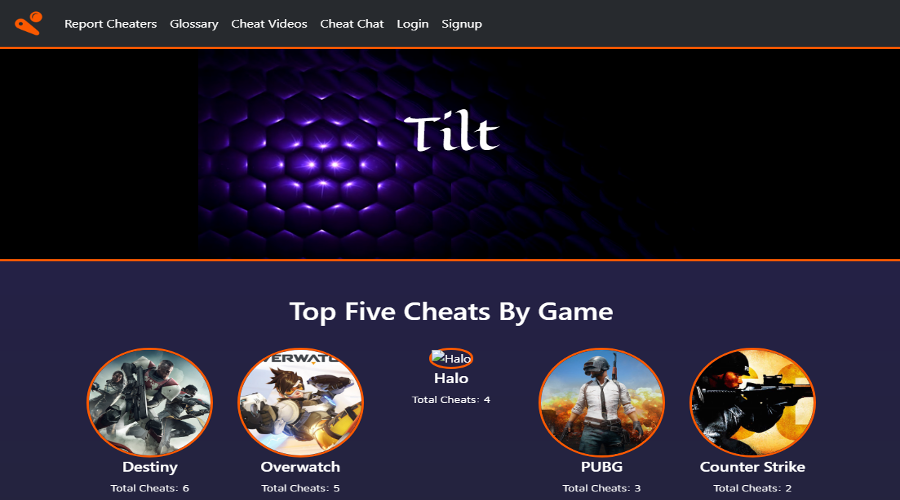 Report Cheaters Glossary Cheat Videos Cheat Chat Login Signup
Tilt
Top Five Cheats By Game
OVERWATCH
Halo
Halo
Total Cheats: 4
Destiny
Total Cheats: 6
Overwatch
Total Cheats: 5
PUBG
Total Cheats: 3
Counter Strike
Total Cheats: 2